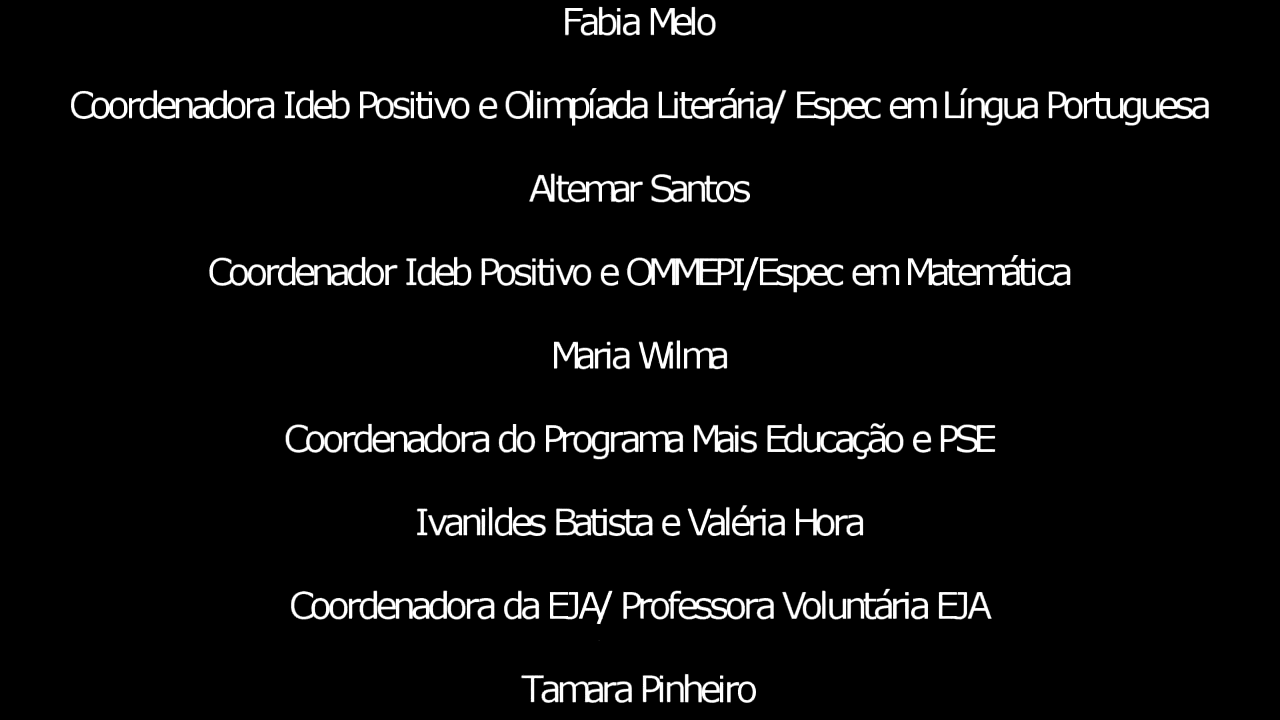 Fabia Melo
Coordenadora Ideb Positivo e Olimpíada Literária/ Espec em Língua Portuguesa
Altemar Santos
Coordenador Ideb Positivo e OMMEPI/Espec em Matemática
Maria Wilma
Coordenadora do Programa Mais Educação e PSE
Ivanildes Batista e Valéria Hora
Coordenadora da EJA/ Professora Voluntária EJA
Tamara Pinheiro